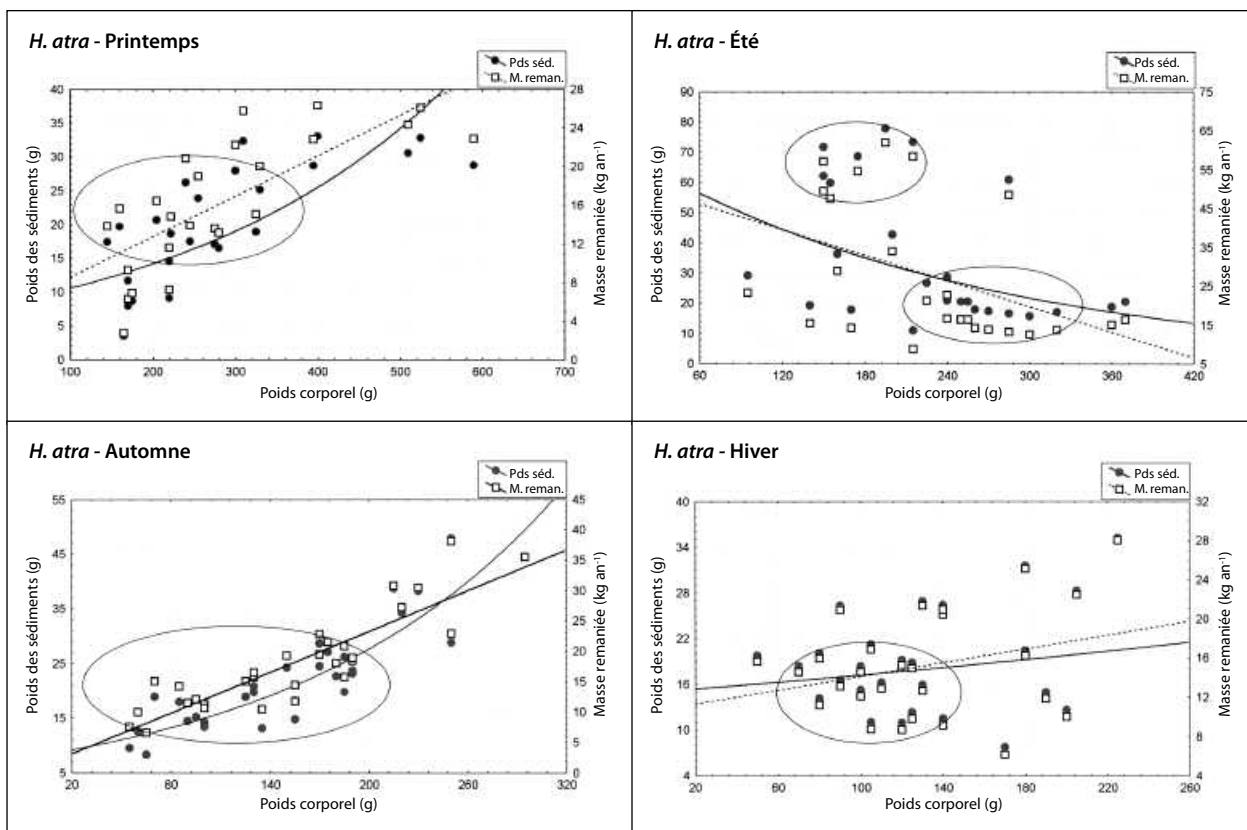 H. atra - Printemps
Pds séd.
M. reman.
Poids des sédiments (g)
40
35
30
25
20
15
10
5
0
28
24
20
16
12
8
4
0
Masse remaniée (kg an-1)
100 200 300 400 500 600 700
Poids corporel (g)
H. atra - Été
Pds séd.
M. reman.
Poids des sédiments (g)
90
80
70
60
50
40
30
20
10
0
75
65
55
45
35
25
15
5
Masse remaniée (kg an-1)
60 120 180 240 300 360 420
Poids corporel (g)
H. atra - Automne
Pds séd.
M. reman.
Poids des sédiments (g)
55
45
35
25
15
5
45
40
35
30
25
20
15
10
5
0
Masse remaniée (kg an-1)
20 80 140 200 260 320
Poids corporel (g)
H. atra - Hiver
Pds séd.
M. reman.
Poids des sédiments (g)
40
34
28
22
16
10
4
32
28
24
20
16
12
8
4
Masse remaniée (kg an-1)
20 60 100 140 180 220 260
Poids corporel (g)